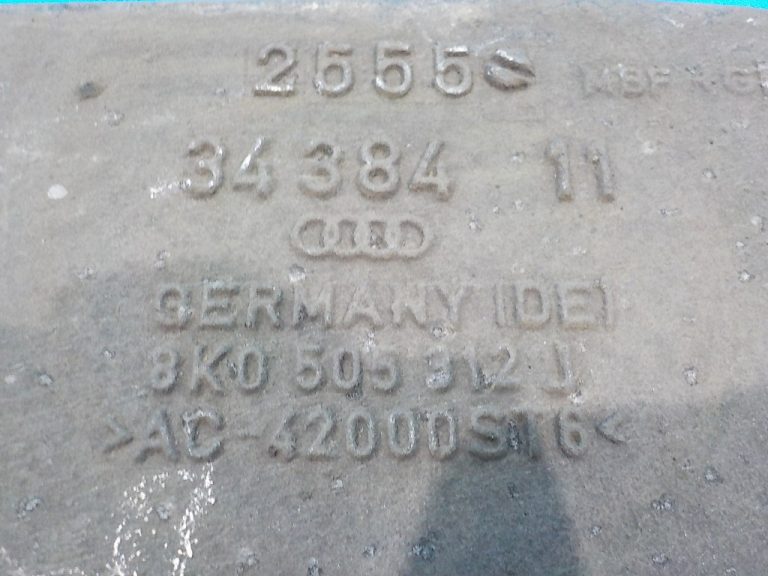 2555
34 384 11
GERMANY (DE)
8K0 505 312 J
>AC-42000ST6<